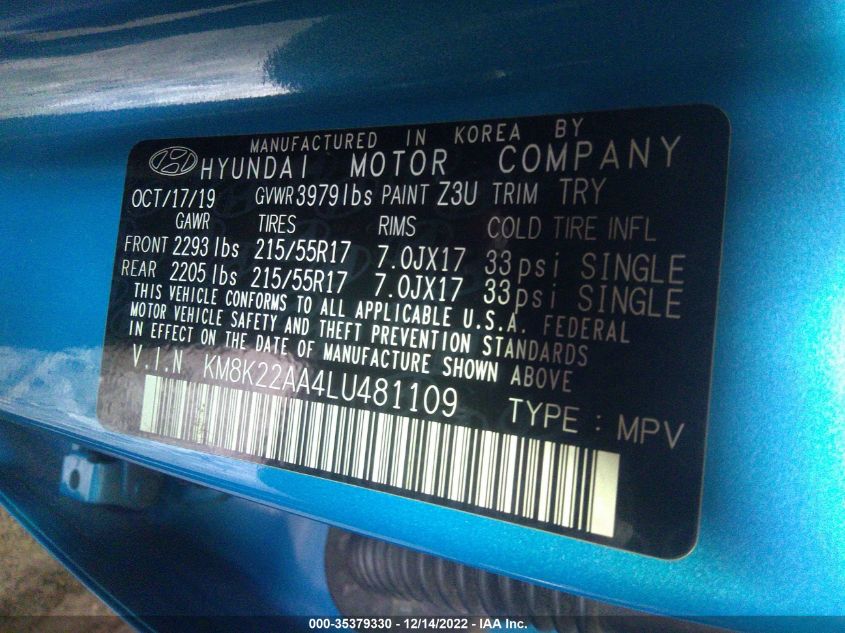 MANUFACTURED IN KOREA BY
HYUNDAI MOTOR COMPANY
OCT/17/19 GVWR 3979lbs PAINT Z3U TRIM TRY
GAWR TIRES RIMS COLD TIRE INFL
FRONT 2293 lbs 215/55R17 7.0JX17 33psi SINGLE
REAR 2205 lbs 215/55R17 7.0JX17 33psi SINGLE
THIS VEHICLE CONFORMS TO ALL APPLICABLE U.S.A. FEDERAL
MOTOR VEHICLE SAFETY AND THEFT PREVENTION STANDARDS
IN EFFECT ON THE DATE OF MANUFACTURE SHOWN ABOVE
V.I.N KM8K22AA4LU481109
TYPE : MPV
000-35379330 - 12/14/2022 - IAA Inc.